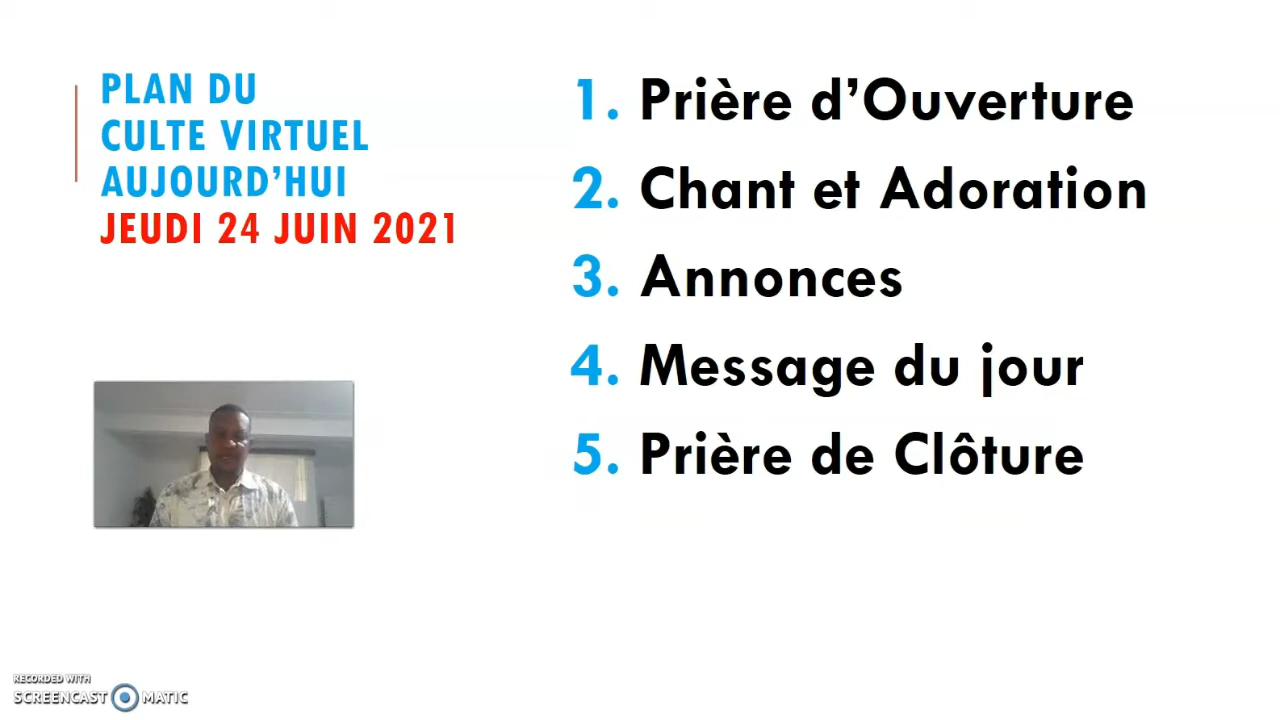 PLAN DU
CULTE VIRTUEL
AUJOURD’HUI
JEUDI 24 JUIN 2021
1. Prière d’Ouverture
2. Chant et Adoration
3. Annonces
4. Message du jour
5. Prière de Clôture
RECORDED WITH
SCREENCAST MATIC